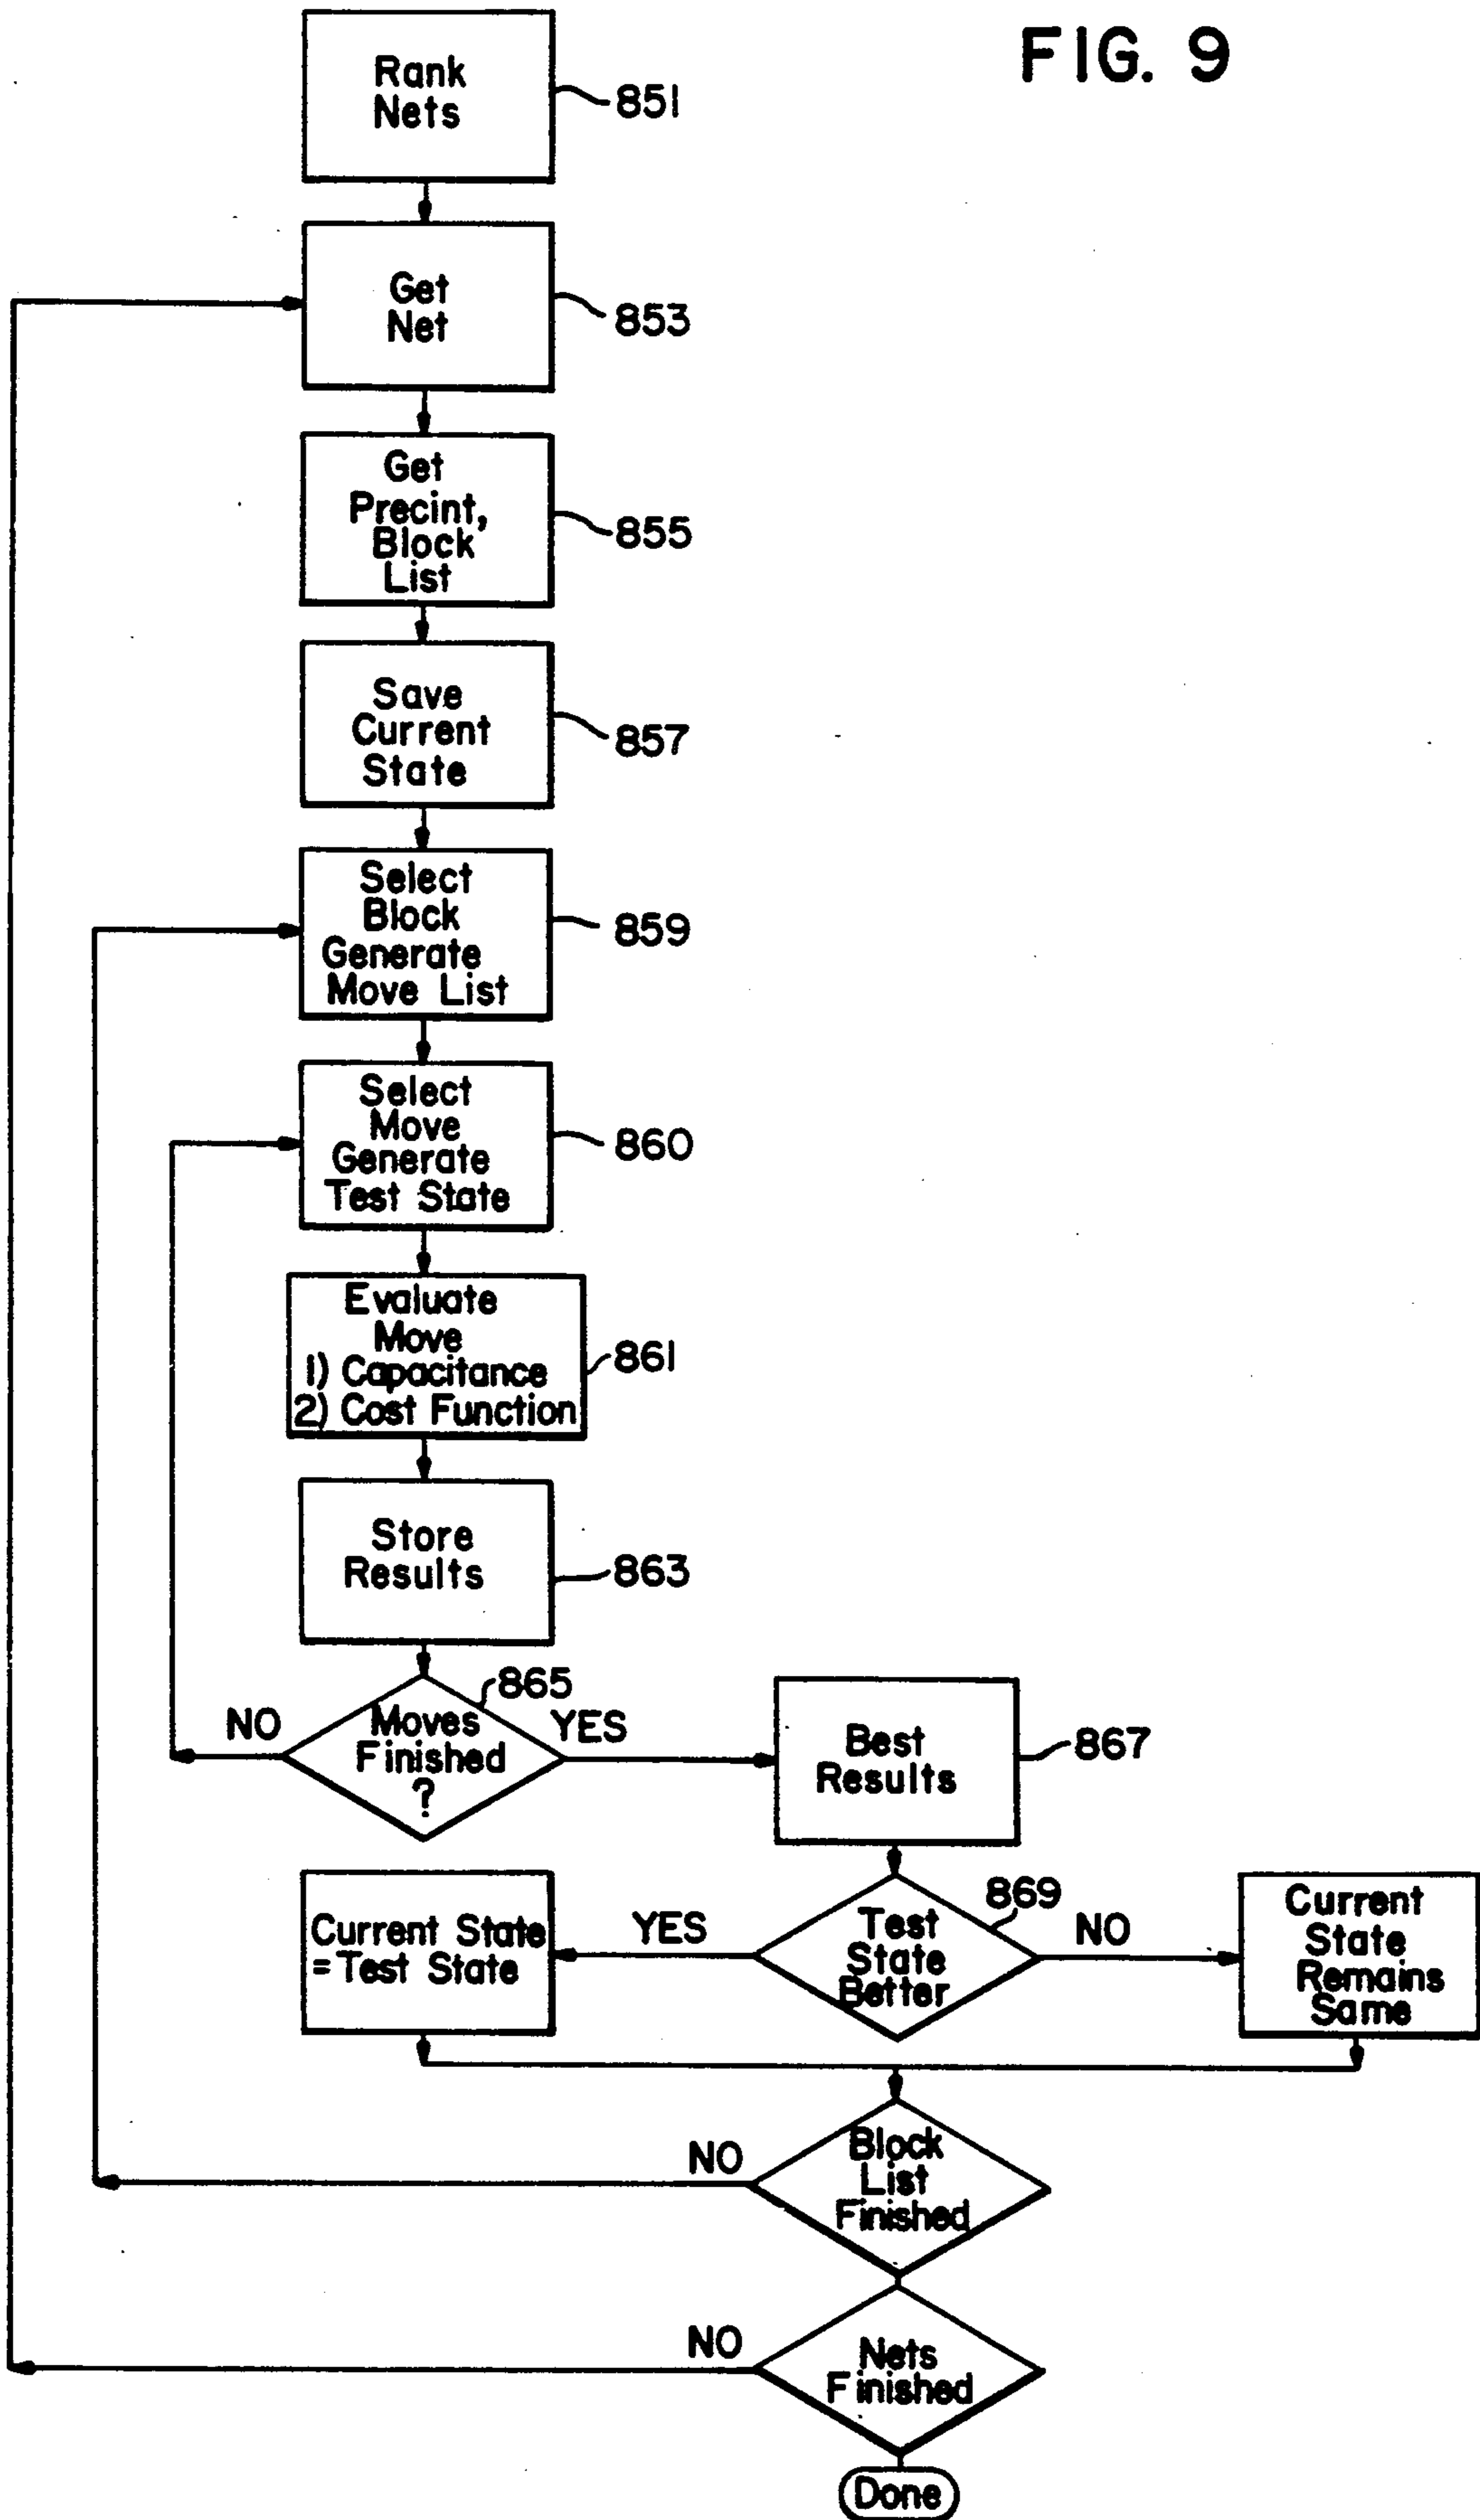 FIG. 9
Rank
Nets
851
Get
Net
853
Get
Precint,
Block
List
855
Save
Current
State
857
Select
Block
Generate
Move List
859
Select
Move
Generate
Test State
860
Evaluate
Move
1) Capacitance
2) Cost Function
861
Store
Results
863
865
NO
Moves
Finished
?
YES
Best
Results
867
869
Current State
=Test State
YES
Test
State
Better
NO
Current
State
Remains
Same
NO
Block
List
Finished
NO
Nets
Finished
Done